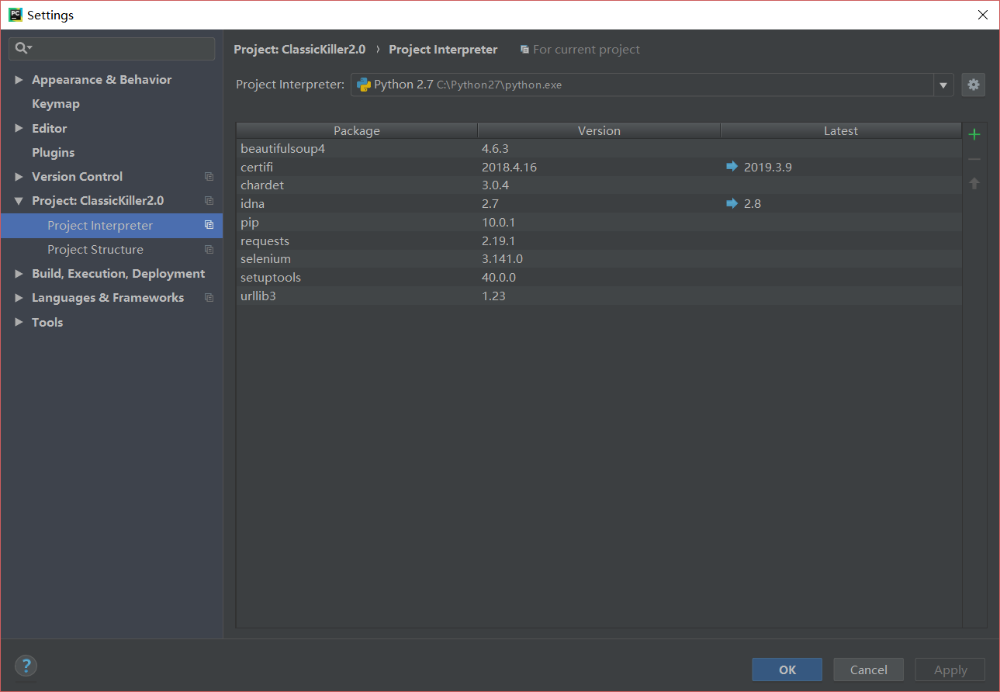 Settings
Project: ClassicKiller2.0 › Project Interpreter For current project
Appearance & Behavior
Keymap
Editor
Plugins
Version Control
Project: ClassicKiller2.0
Project Interpreter
Project Structure
Build, Execution, Deployment
Languages & Frameworks
Tools
Project Interpreter: Python 2.7 C:\Python27\python.exe
Package Version Latest
beautifulsoup4 4.6.3
certifi 2018.4.16 2019.3.9
chardet 3.0.4
idna 2.7 2.8
pip 10.0.1
requests 2.19.1
selenium 3.141.0
setuptools 40.0.0
urllib3 1.23
? OK Cancel Apply